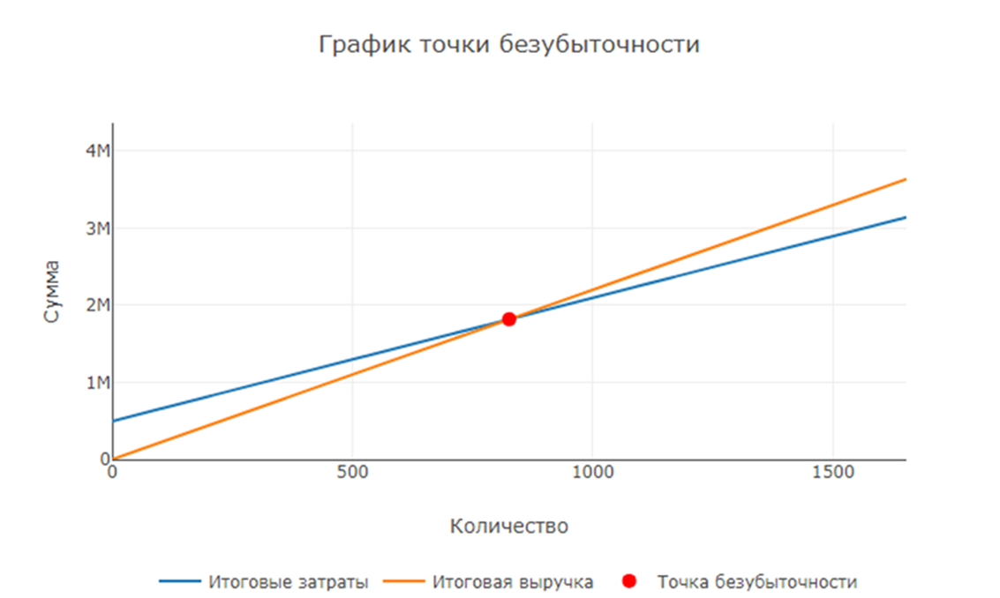 График точки безубыточности
4M
3M
2M
1M
0
0 500 1000 1500
Сумма
Количество
Итоговые затраты Итоговая выручка Точка безубыточности